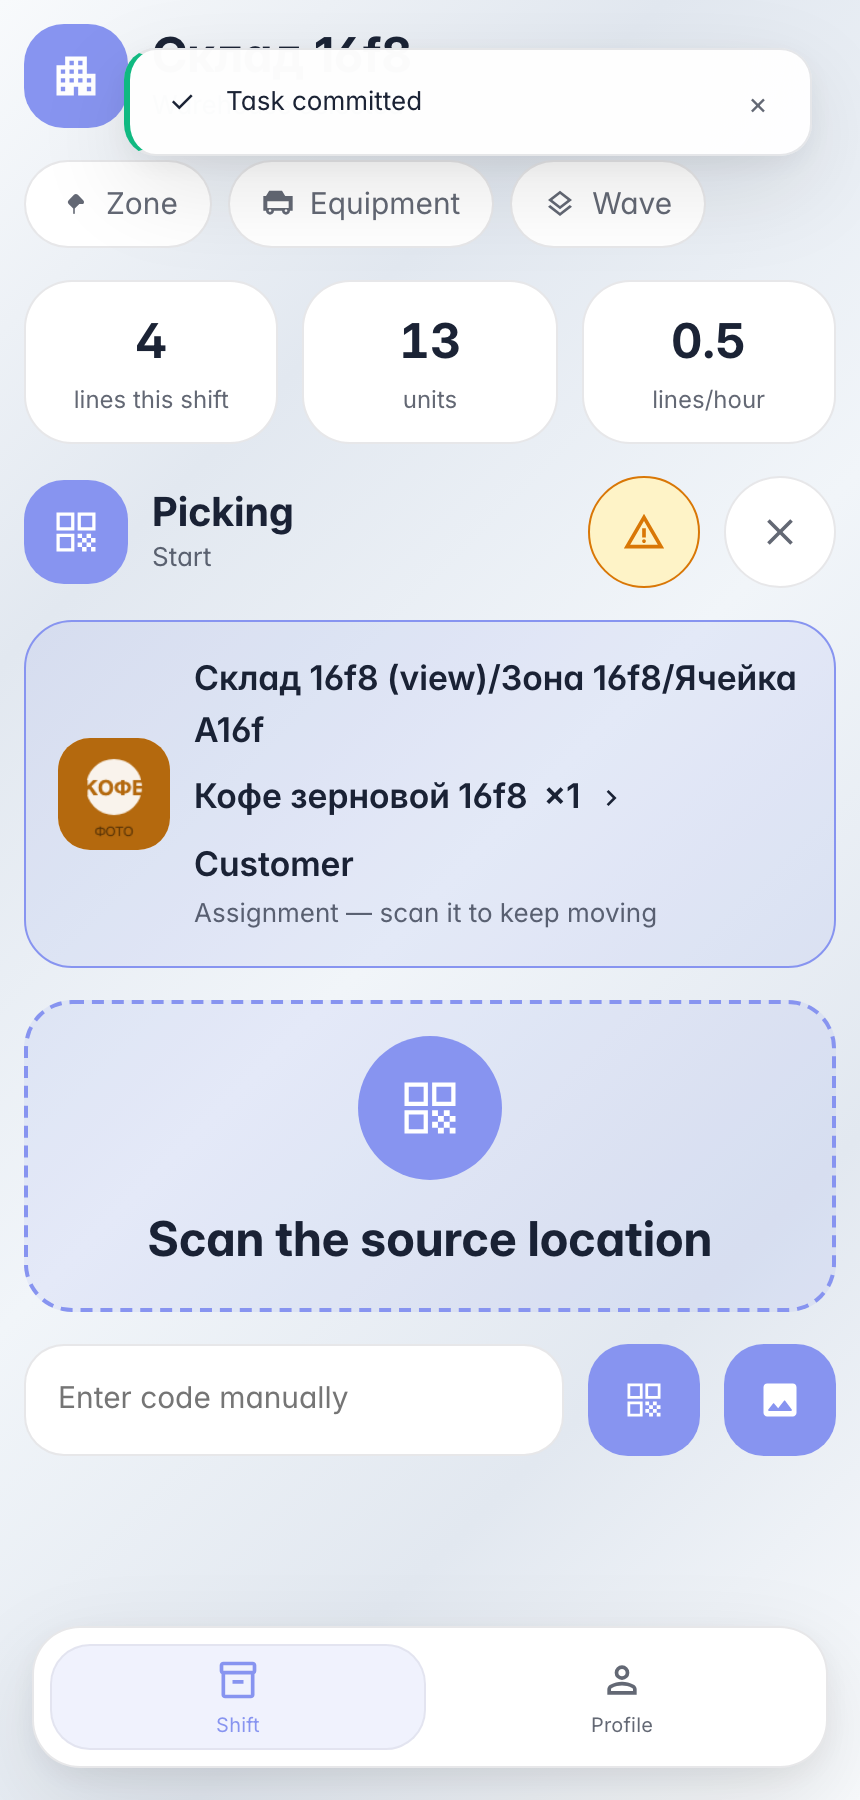 Склад 16f8
Task committed
Zone
Equipment
Wave
4
lines this shift
13
units
0.5
lines/hour
Picking
Start
Склад 16f8 (view)/Зона 16f8/Ячейка
A16f
КОФЕ
ФОТО
Кофе зерновой 16f8 ×1
Customer
Assignment — scan it to keep moving
Scan the source location
Enter code manually
Shift
Profile